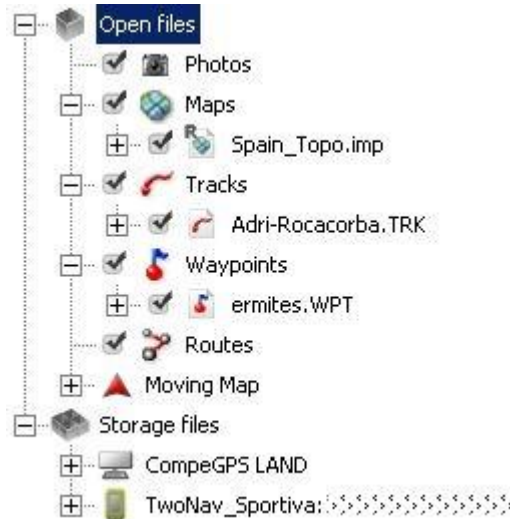 Open files
Photos
Maps
Spain_Topo.imp
Tracks
Adri-Rocacorba.TRK
Waypoints
ermites.WPT
Routes
Moving Map
Storage files
CompeGPS LAND
TwoNav_Sportiva: